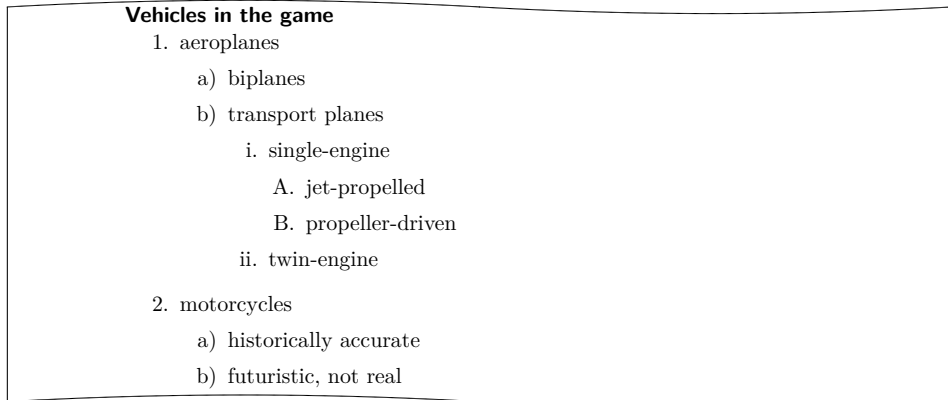 Vehicles in the game
1. aeroplanes
a) biplanes
b) transport planes
i. single-engine
A. jet-propelled
B. propeller-driven
ii. twin-engine
2. motorcycles
a) historically accurate
b) futuristic, not real